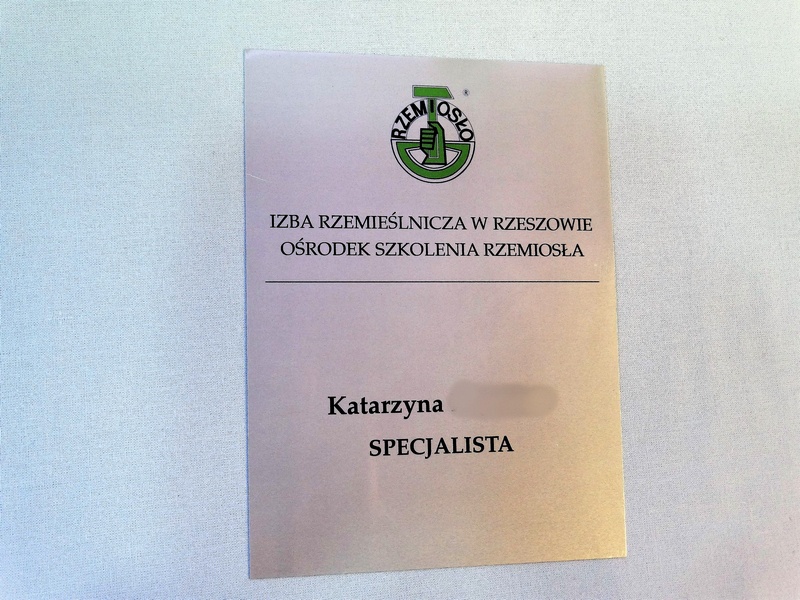 RZEMIOSŁO ®
IZBA RZEMIEŚLNICZA W RZESZOWIE
OŚRODEK SZKOLENIA RZEMIOSŁA
Katarzyna
SPECJALISTA